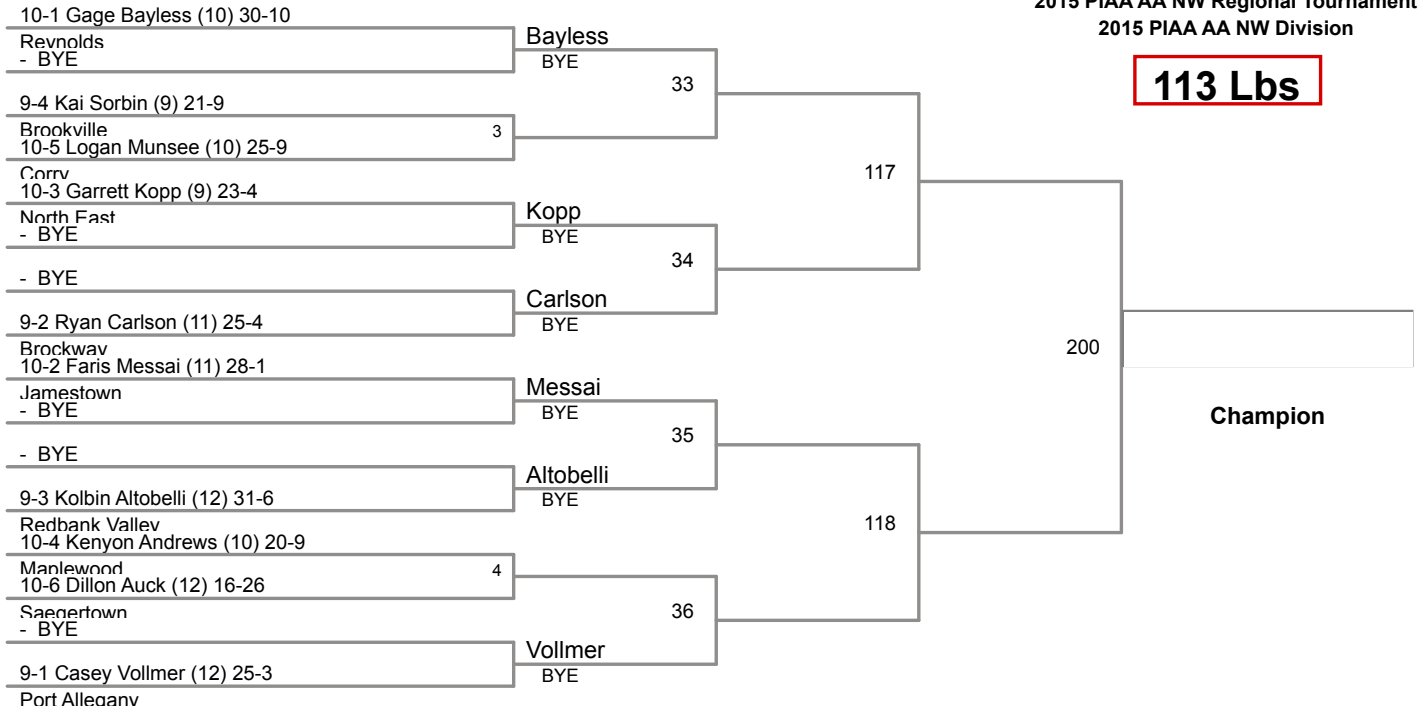 2015 PIAA AA NW Regional Tournament
2015 PIAA AA NW Division
113 Lbs
10-1 Gage Bayless (10) 30-10
Reynolds
- BYE
9-4 Kai Sorbin (9) 21-9
Brookville
10-5 Logan Munsee (10) 25-9
Corry
10-3 Garrett Kopp (9) 23-4
North East
- BYE
- BYE
9-2 Ryan Carlson (11) 25-4
Brockway
10-2 Faris Messai (11) 28-1
Jamestown
- BYE
- BYE
9-3 Kolbin Altobelli (12) 31-6
Redbank Valley
10-4 Kenyon Andrews (10) 20-9
Maplewood
10-6 Dillon Auck (12) 16-26
Saegertown
- BYE
9-1 Casey Vollmer (12) 25-3
Port Allegany
3
4
Bayless
BYE
Kopp
BYE
Carlson
BYE
Messai
BYE
Altobelli
BYE
Vollmer
BYE
33
34
35
36
117
118
200
Champion